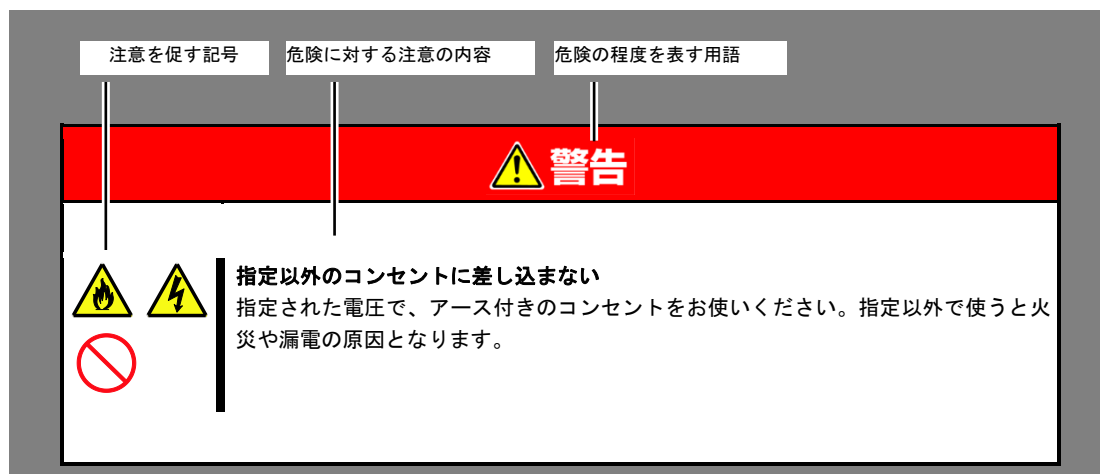 注意を促す記号
危険に対する注意の内容
危険の程度を表す用語
警告
指定以外のコンセントに差し込まない
指定された電圧で、アース付きのコンセントをお使いください。指定以外で使うと火
災や漏電の原因となります。